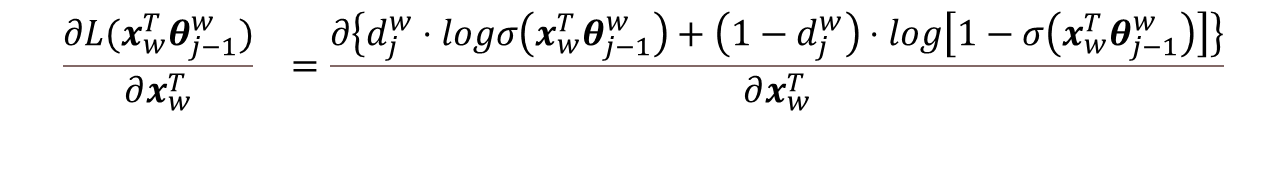 ∂L(𝒙_w^T 𝜽_{j−1}^w) / ∂𝒙_w^T = ∂{d_j^w · logσ(𝒙_w^T 𝜽_{j−1}^w) + (1 − d_j^w) · log[1 − σ(𝒙_w^T 𝜽_{j−1}^w)]} / ∂𝒙_w^T